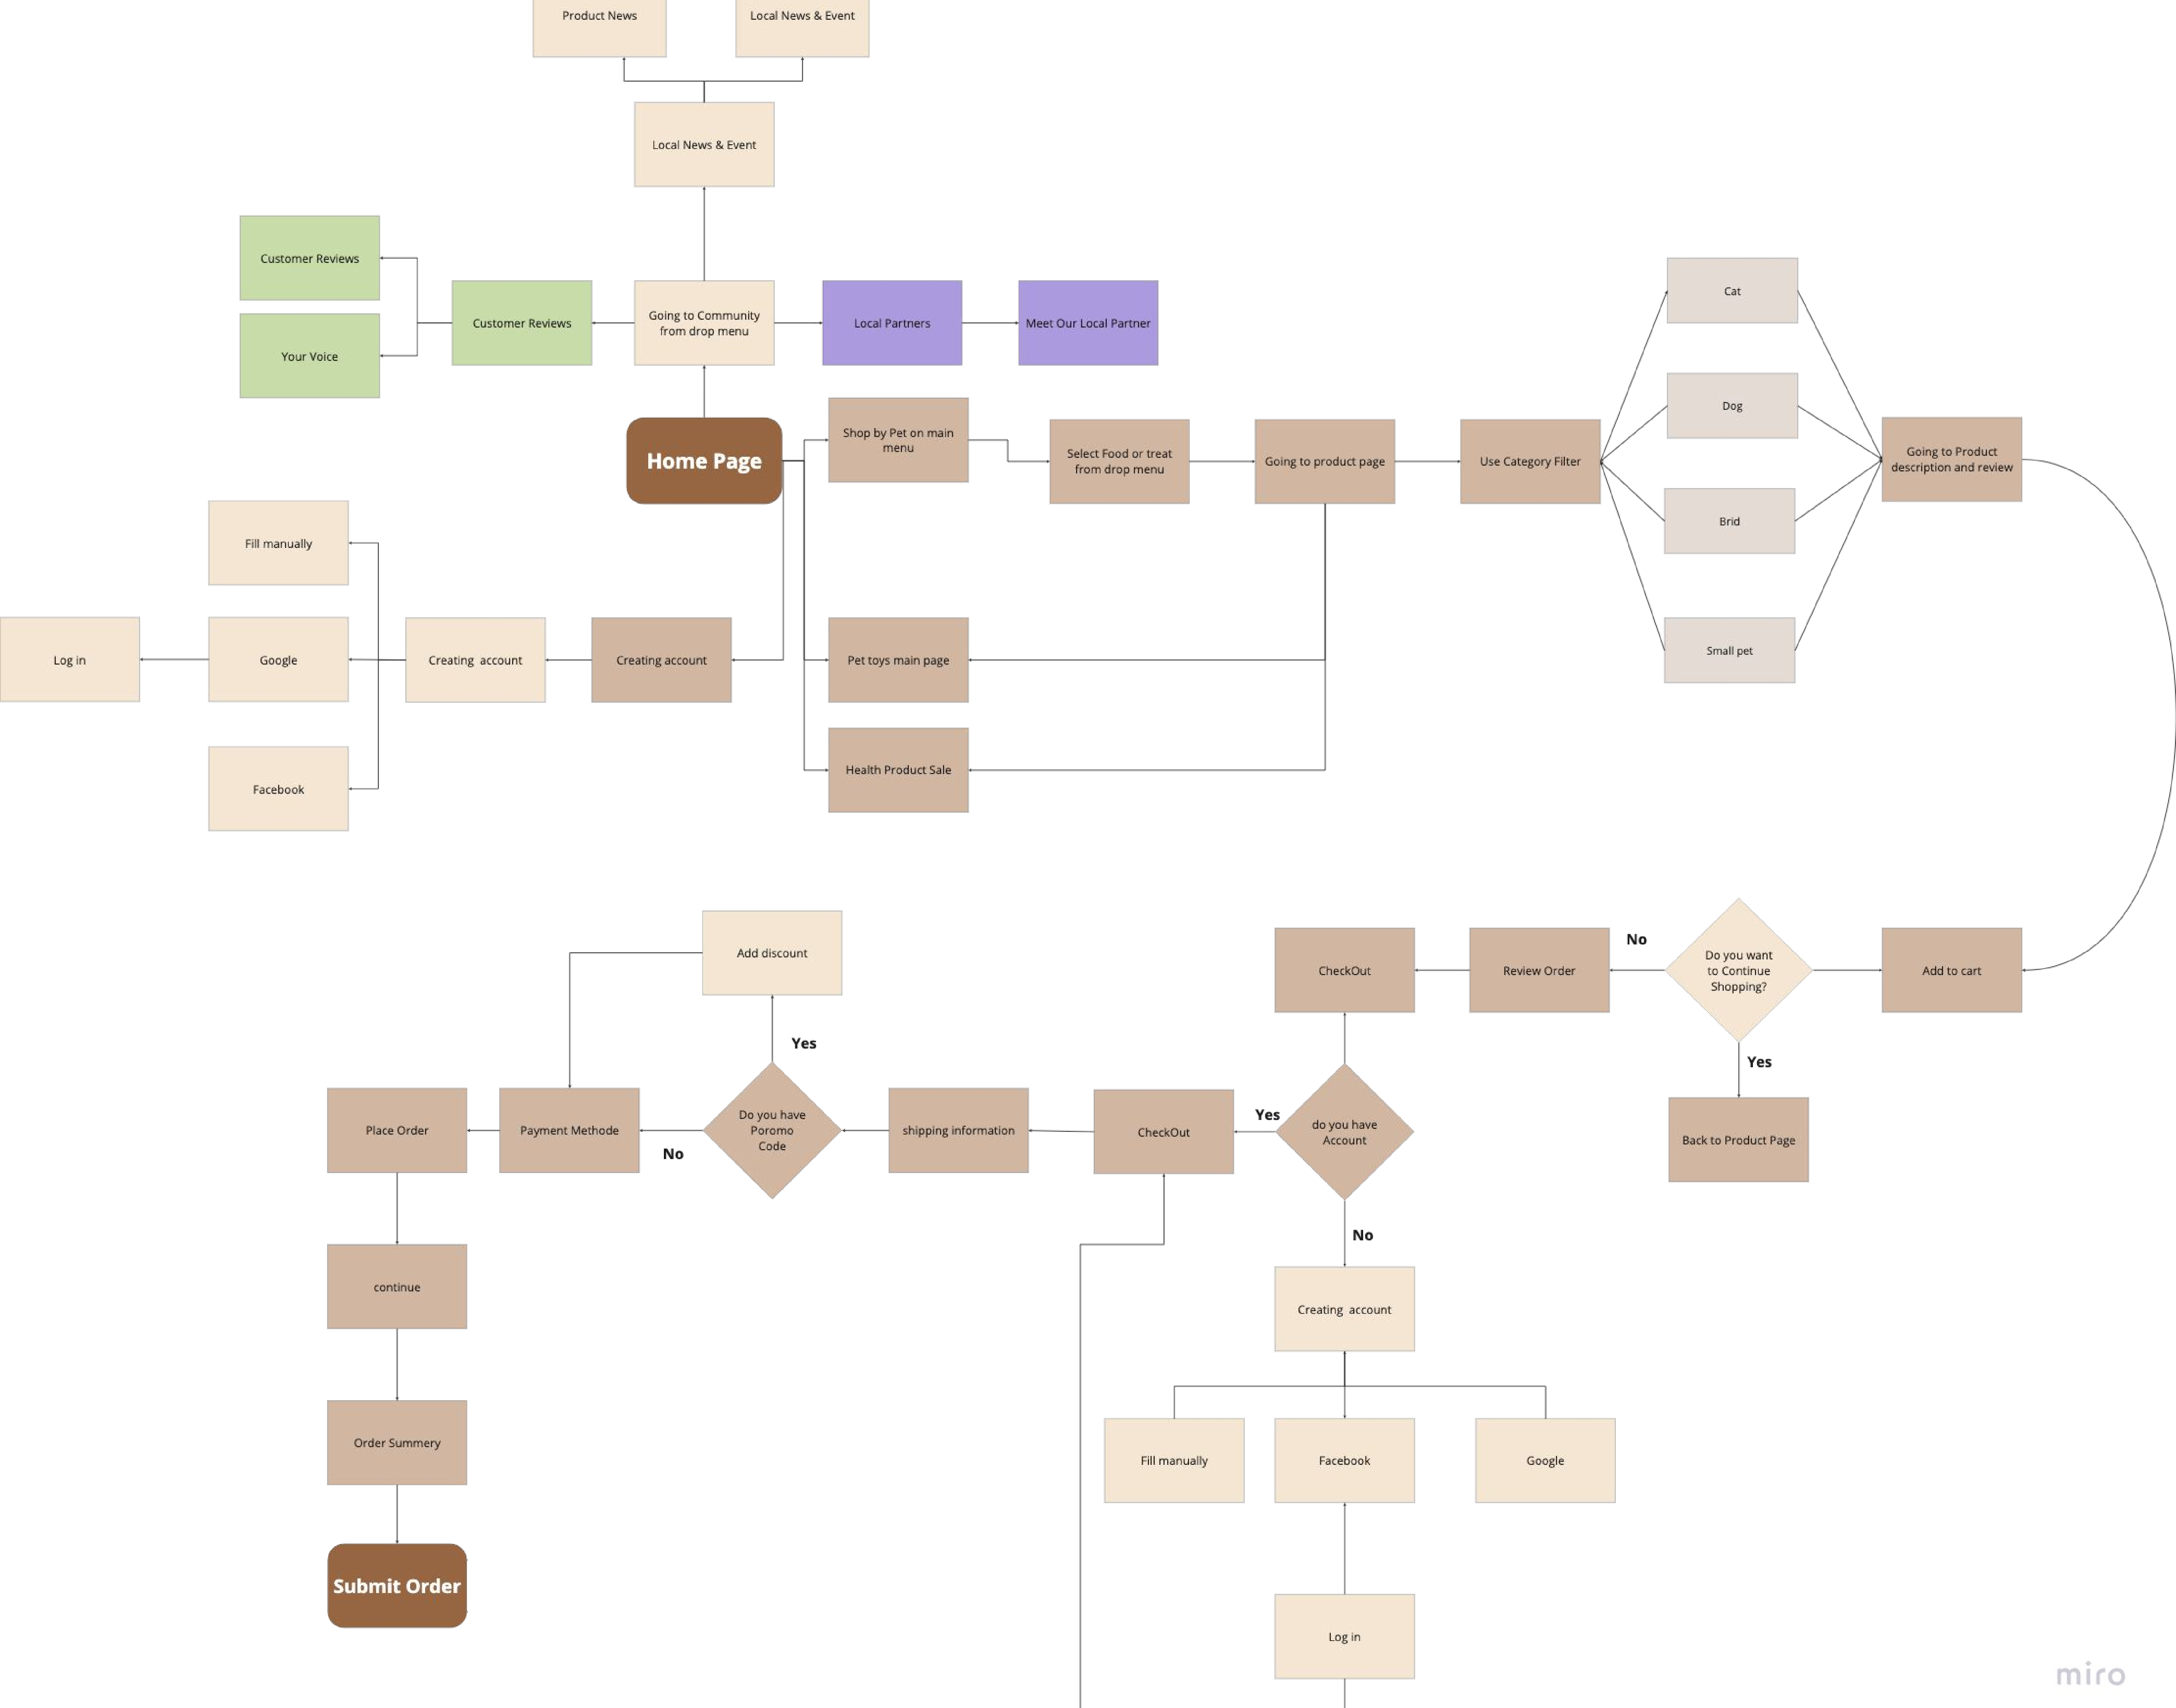 Product News
Local News & Event
Local News & Event
Customer Reviews
Your Voice
Customer Reviews
Going to Community
from drop menu
Local Partners
Meet Our Local Partner
Home Page
Shop by Pet on main
menu
Select Food or treat
from drop menu
Going to product page
Use Category Filter
Cat
Dog
Brid
Small pet
Going to Product
description and review
Fill manually
Log in
Google
Creating account
Creating account
Facebook
Pet toys main page
Health Product Sale
Add discount
Yes
CheckOut
Review Order
No
Do you want
to Continue
Shopping?
Add to cart
Yes
Back to Product Page
Place Order
Payment Methode
No
Do you have
Poromo
Code
shipping information
CheckOut
Yes
do you have
Account
No
continue
Creating account
Order Summery
Fill manually
Facebook
Google
Submit Order
Log in
miro